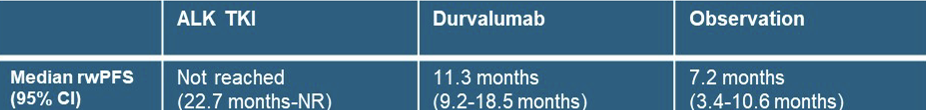 ALK TKI Durvalumab Observation
Median rwPFS Not reached 11.3 months 7.2 months
(95% CI) (22.7 months-NR) (9.2-18.5 months) (3.4-10.6 months)